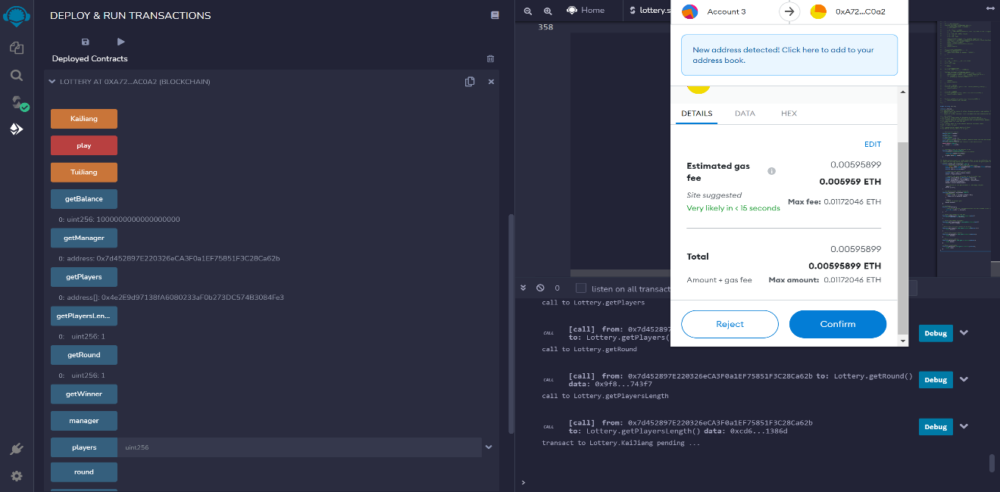 DEPLOY & RUN TRANSACTIONS
Deployed Contracts
LOTTERY AT 0XA72...AC0A2 (BLOCKCHAIN)
KaiJiang
play
TuiJiang
getBalance
0: uint256: 1000000000000000000
getManager
0: address: 0x7d452897E220326eCA3F0a1EF75851F3C28Ca62b
getPlayers
0: address[]: 0x4e2E9d97138fA6080233aF0b273DC574B3084Fe3
getPlayersLen...
0: uint256: 1
getRound
0: uint256: 1
getWinner
manager
players uint256
round
Home
lottery.s
358
Account 3
0xA72...C0a2
New address detected! Click here to add to your
address book.
DETAILS DATA HEX
EDIT
Estimated gas
fee
0.00595899
0.005959 ETH
Site suggested
Very likely in < 15 seconds
Max fee: 0.01172046 ETH
Total
0.00595899
0.00595899 ETH
Amount + gas fee
Max amount: 0.01172046 ETH
Reject
Confirm
0 listen on all transact
call to Lottery.getPlayers
CALL [call] from: 0x7d452897
to: Lottery.getPlayers(
Debug
call to Lottery.getRound
CALL [call] from: 0x7d452897E220326eCA3F0a1EF75851F3C28Ca62b to: Lottery.getRound()
data: 0x9f8...743f7
Debug
call to Lottery.getPlayersLength
CALL [call] from: 0x7d452897E220326eCA3F0a1EF75851F3C28Ca62b
to: Lottery.getPlayersLength() data: 0xcd6...1386d
Debug
transact to Lottery.KaiJiang pending ...
>